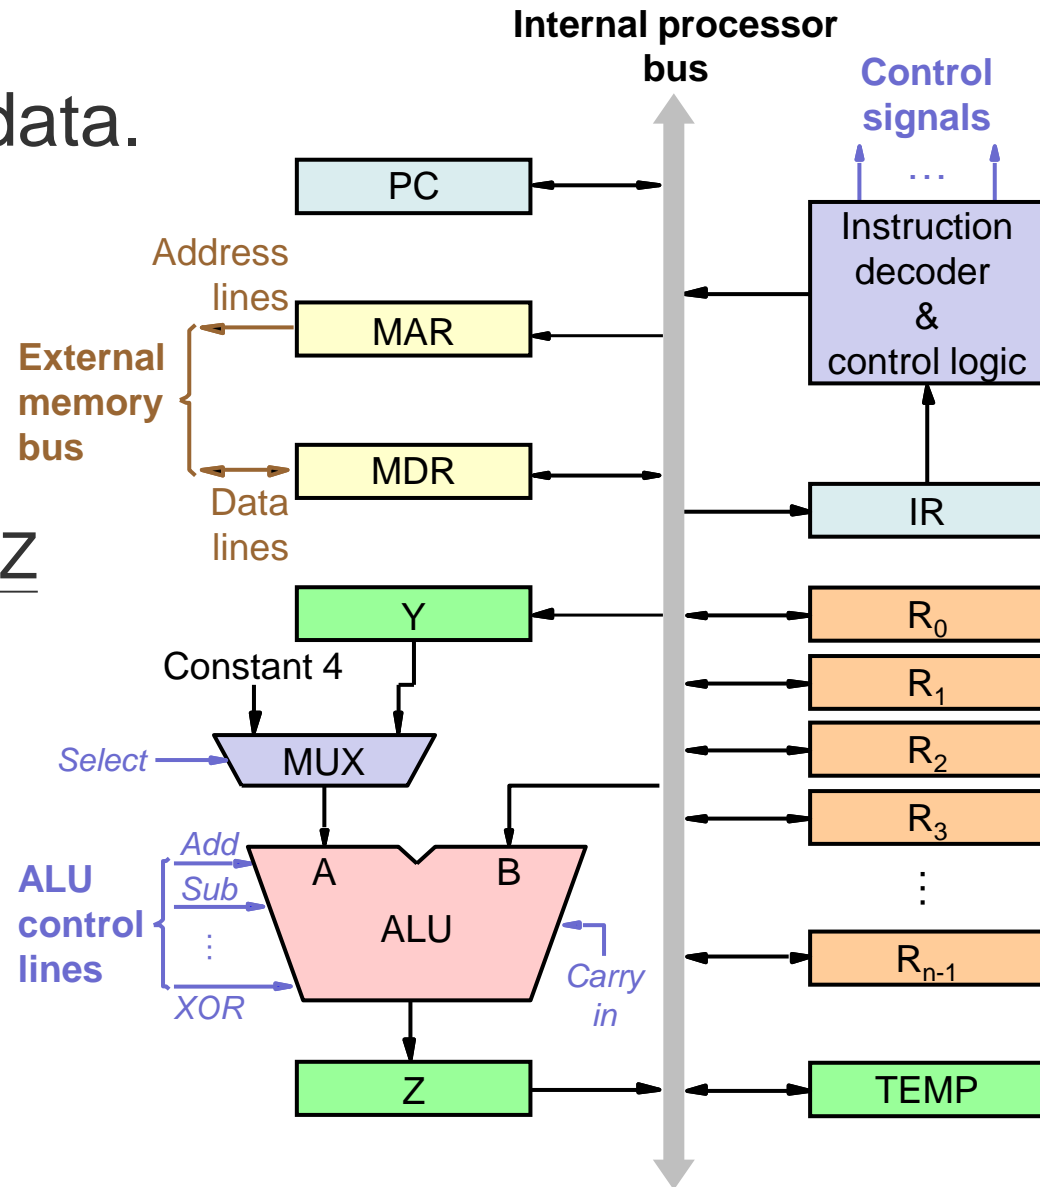 Internal processor
bus
Control
signals
...
data.
PC
Instruction
decoder
&
control logic
Address
lines
MAR
External
memory
bus
MDR
Data
lines
IR
Z
Y
R0
Constant 4
R1
Select
MUX
R2
R3
Add
A
B
ALU
control
lines
Sub
⋮
ALU
⋮
XOR
Carry
in
Rn-1
Z
TEMP